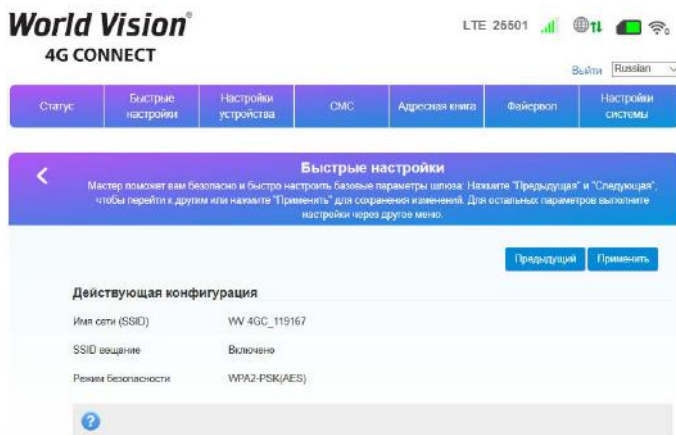 World Vision®
4G CONNECT
LTE 25501
Выйти Russian
Статус
Быстрые настройки
Настройки устройства
СМС
Адресная книга
Файервол
Настройки системы
Быстрые настройки
Мастер поможет вам безопасно и быстро настроить базовые параметры шлюза: Нажмите "Предыдущая" и "Следующая",
чтобы перейти к другим или нажмите "Применить" для сохранения изменений. Для остальных параметров выполните
настройки через другое меню.
Предыдущий Применить
Действующая конфигурация
Имя сети (SSID) WV 4GC_119167
SSID вещание Включено
Режим безопасности WPA2-PSK(AES)